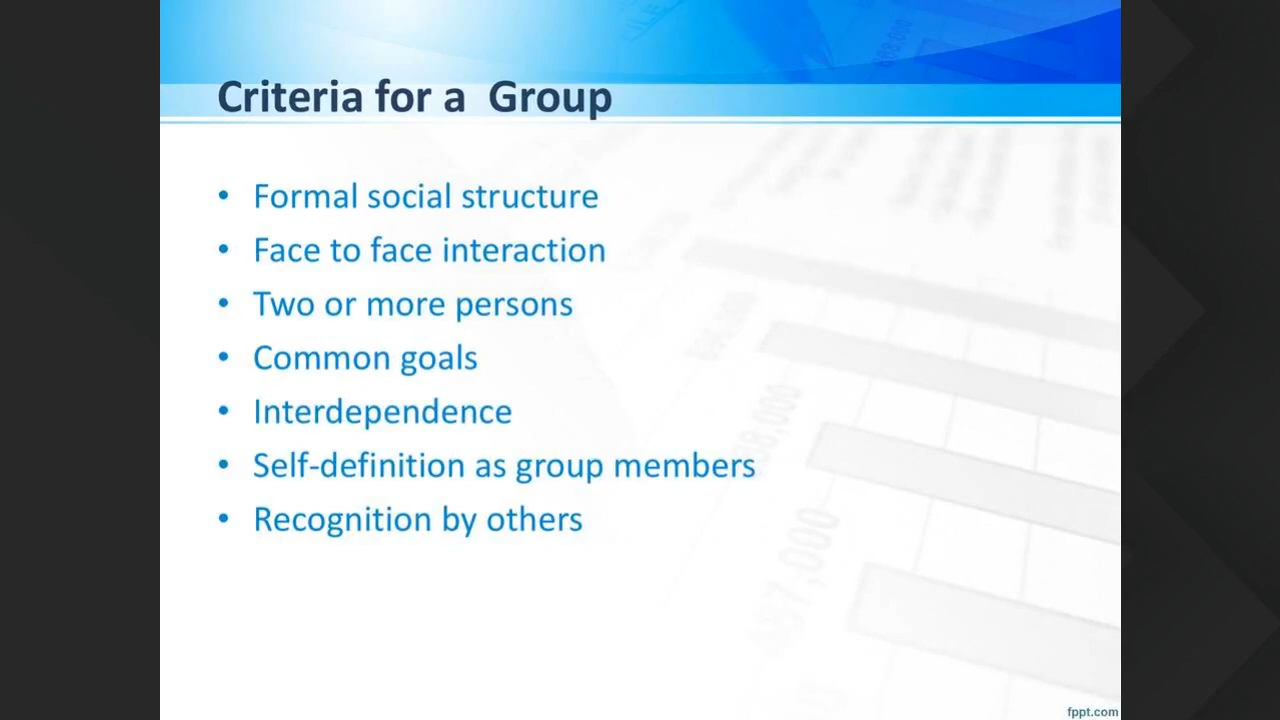 Criteria for a  Group
• Formal social structure
• Face to face interaction
• Two or more persons
• Common goals
• Interdependence
• Self-definition as group members
• Recognition by others
fppt.com